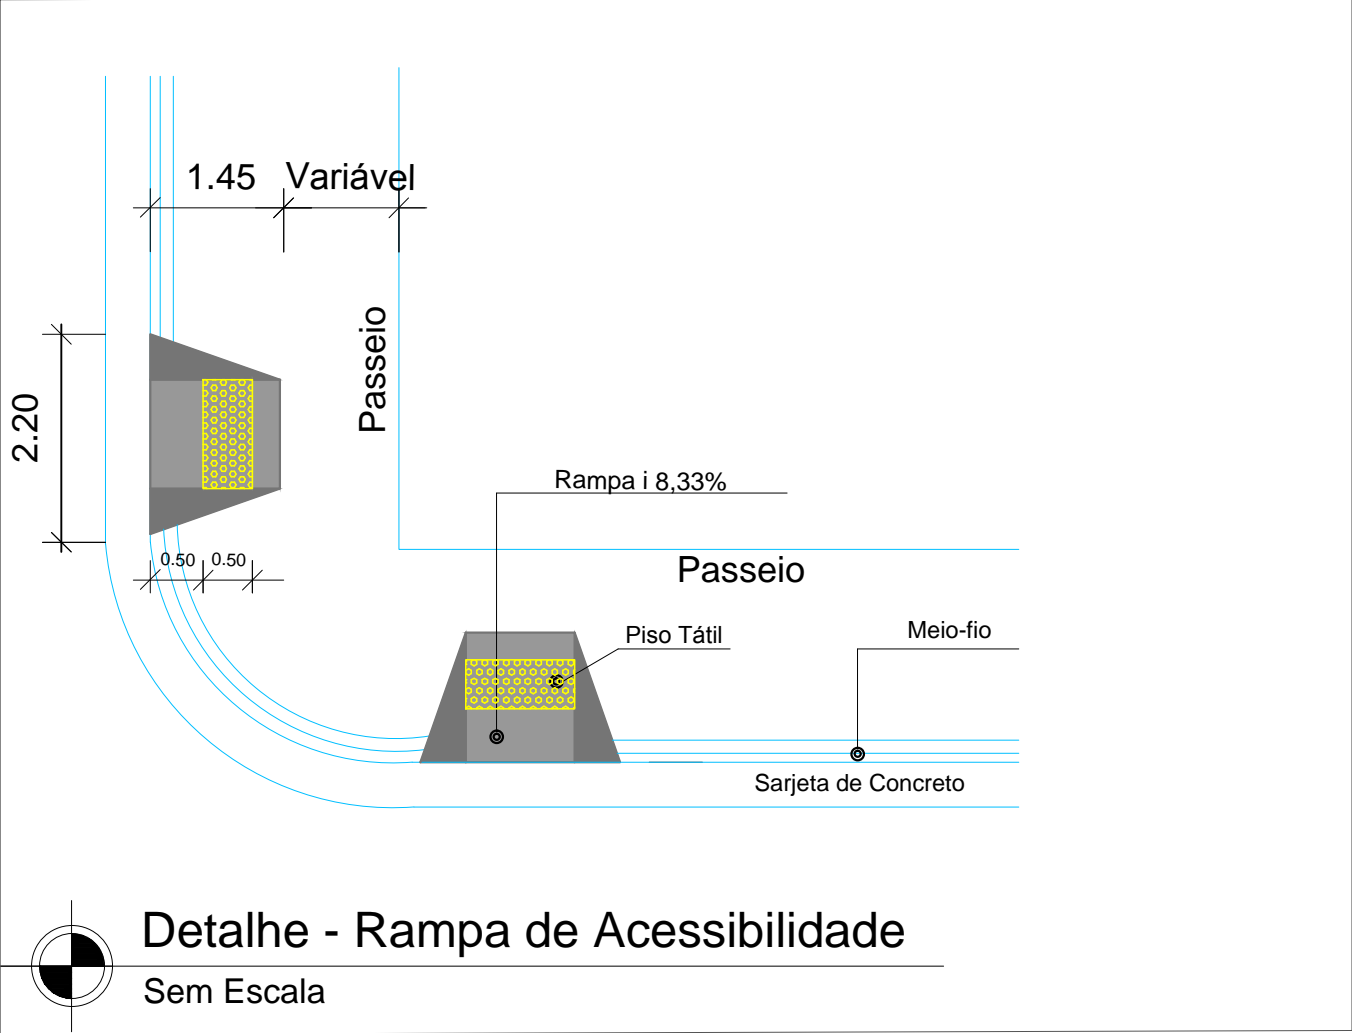 1.45
Variável
Passeio
2.20
Rampa i 8,33%
0.50
0.50
Passeio
Piso Tátil
Meio-fio
Sarjeta de Concreto
Detalhe - Rampa de Acessibilidade
Sem Escala